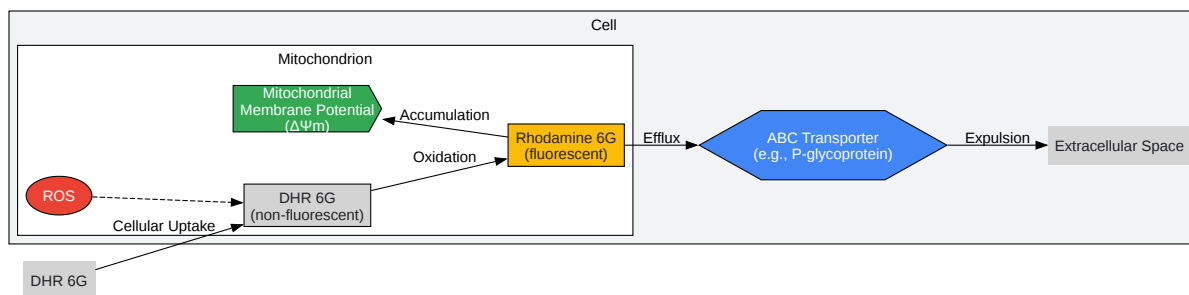 Cell
Mitochondrion
Mitochondrial
Membrane Potential
(ΔΨm)
Accumulation
Rhodamine 6G
(fluorescent)
Efflux
ABC Transporter
(e.g., P-glycoprotein)
Expulsion
Extracellular Space
Oxidation
ROS
DHR 6G
(non-fluorescent)
Cellular Uptake
DHR 6G